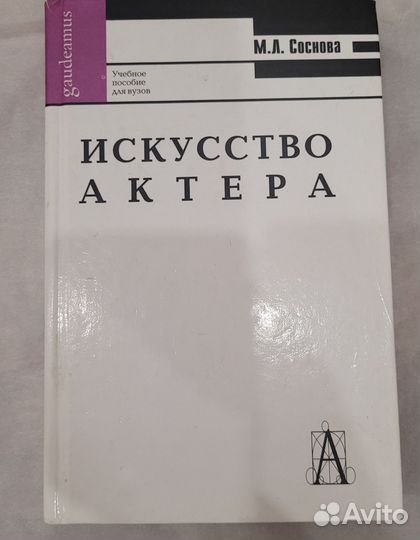 gaudeamus
М.Л. Соснова
Учебное
пособие
для вузов
ИСКУССТВО
АКТЕРА
А
Avito